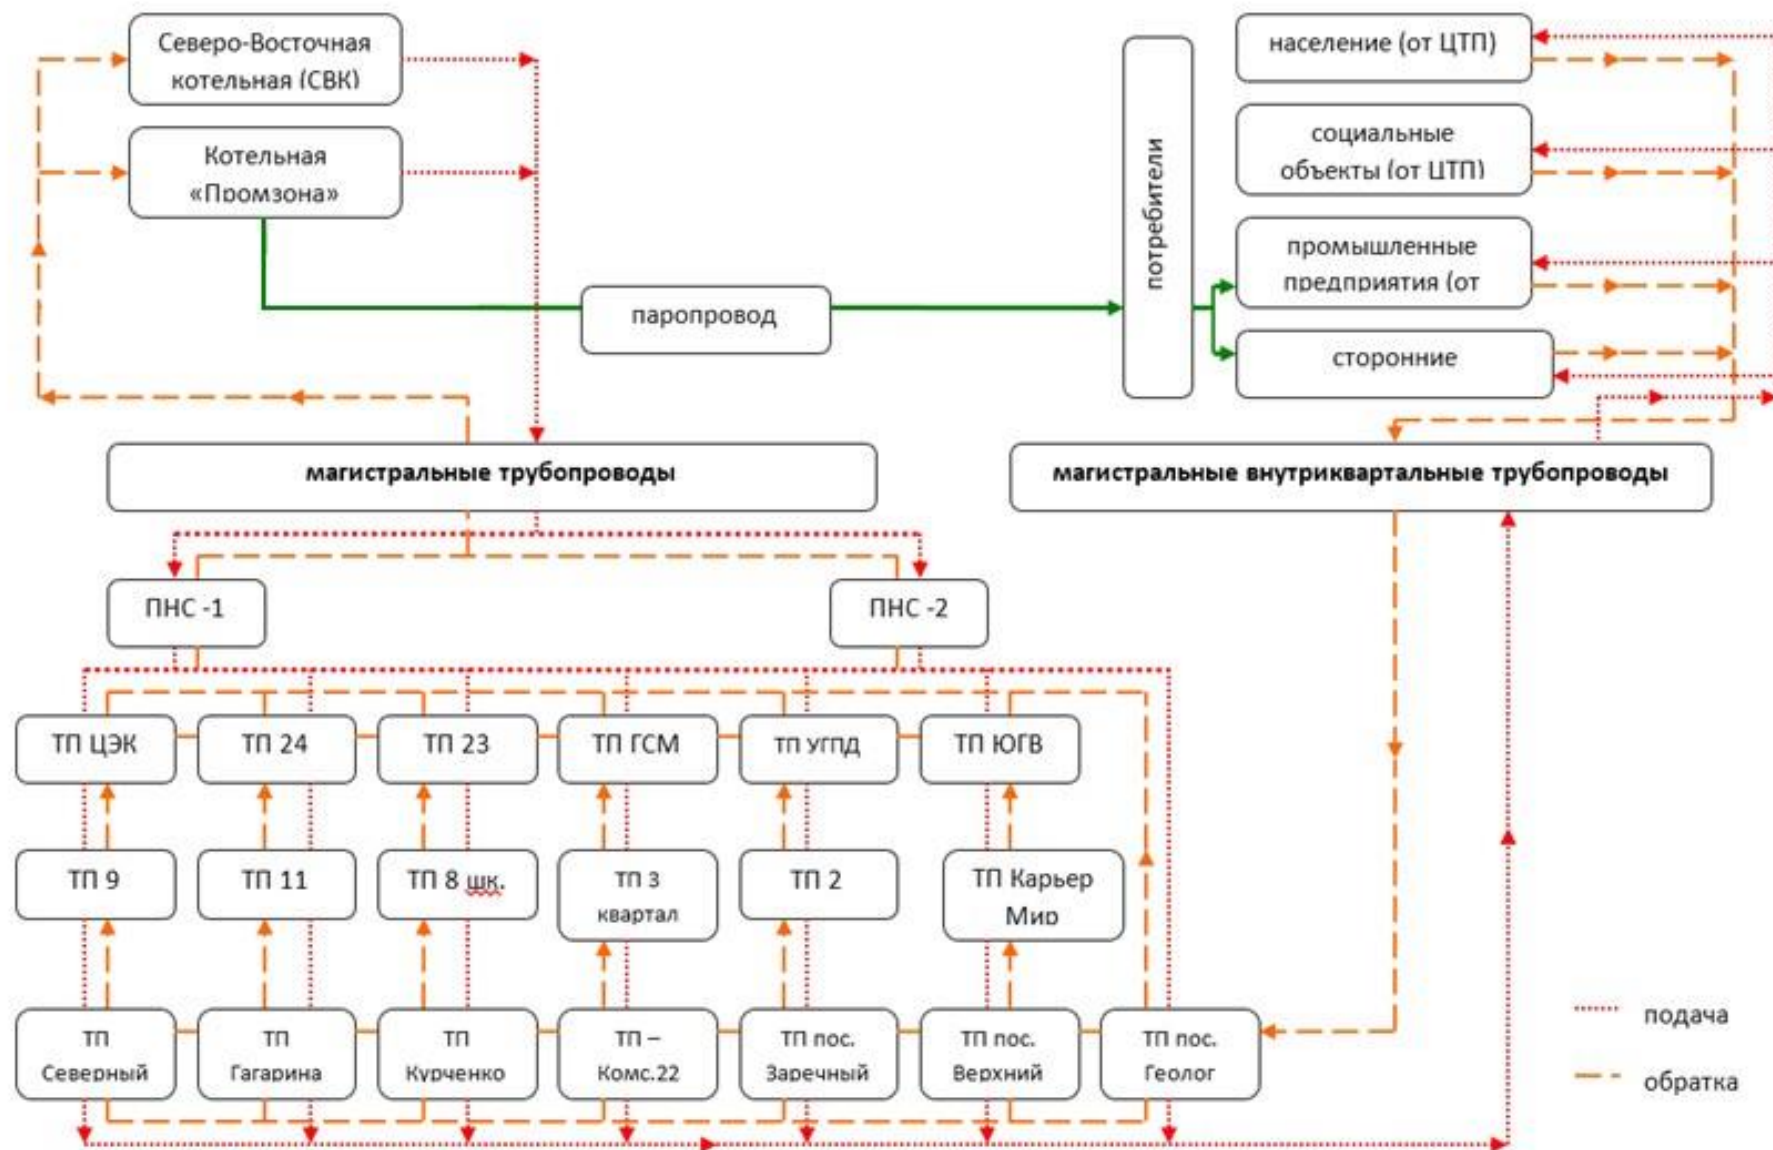 Северо-Восточная
котельная (СВК)
Котельная
«Промзона»
паропровод
потребители
население (от ЦТП)
социальные
объекты (от ЦТП)
промышленные
предприятия (от
сторонние
магистральные трубопроводы
магистральные внутриквартальные трубопроводы
ПНС -1
ПНС -2
ТП ЦЭК
ТП 24
ТП 23
ТП ГСМ
ТП УГПД
ТП ЮГВ
ТП 9
ТП 11
ТП 8 шк.
ТП 3
квартал
ТП 2
ТП Карьер
Мир
ТП
Северный
ТП
Гагарина
ТП
Курченко
ТП –
Комс.22
ТП пос.
Заречный
ТП пос.
Верхний
ТП пос.
Геолог
подача
обратка